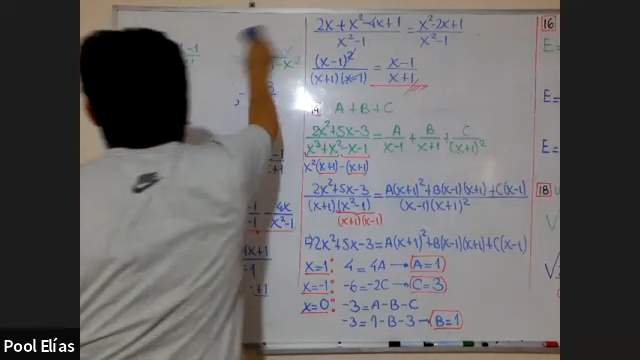 2x + x² - 4x + 1 / x² - 1 = x² - 2x + 1 / x² - 1
(x-1)² / (x+1)(x-1) = x-1 / x+1
A + B + C
2x² + 5x - 3 / x³ + x² - x - 1 = A / x-1 + B / x+1 + C / (x+1)²
x²(x+1) - (x+1)
2x² + 5x - 3 / (x+1)(x² - 1) = A(x+1)² + B(x-1)(x+1) + C(x-1) / (x-1)(x+1)²
(x+1)(x-1)
2x² + 5x - 3 = A(x+1)² + B(x-1)(x+1) + C(x-1)
x=1: 4 = 4A → A=1
x=-1: -6 = -2C → C=3
x=0: -3 = A - B - C
-3 = 1 - B - 3 → B=1
16
E=
E=
E=
18
4x / x² - 1
Pool Elías